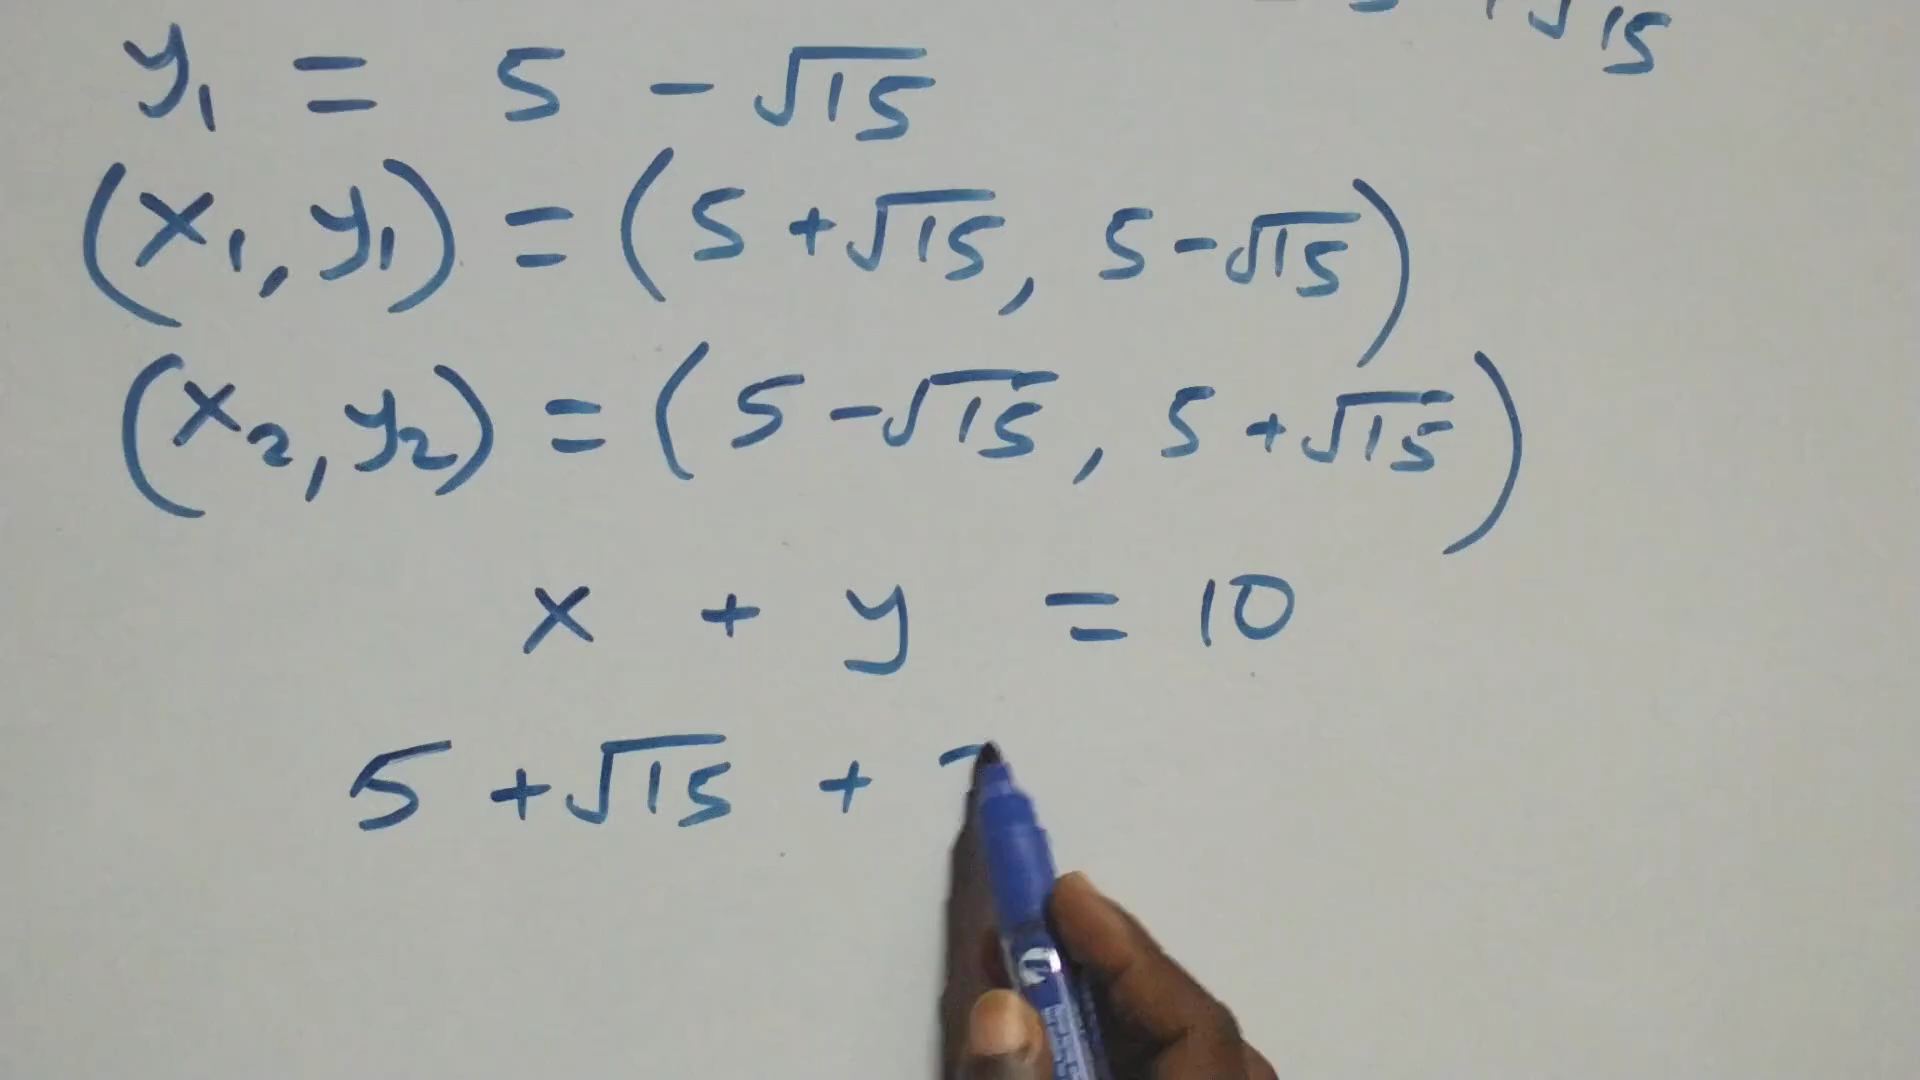 y₁ = 5 - √15
(x₁, y₁) = (5 + √15, 5 - √15)
(x₂, y₂) = (5 - √15, 5 + √15)
x + y = 10
5 + √15 +